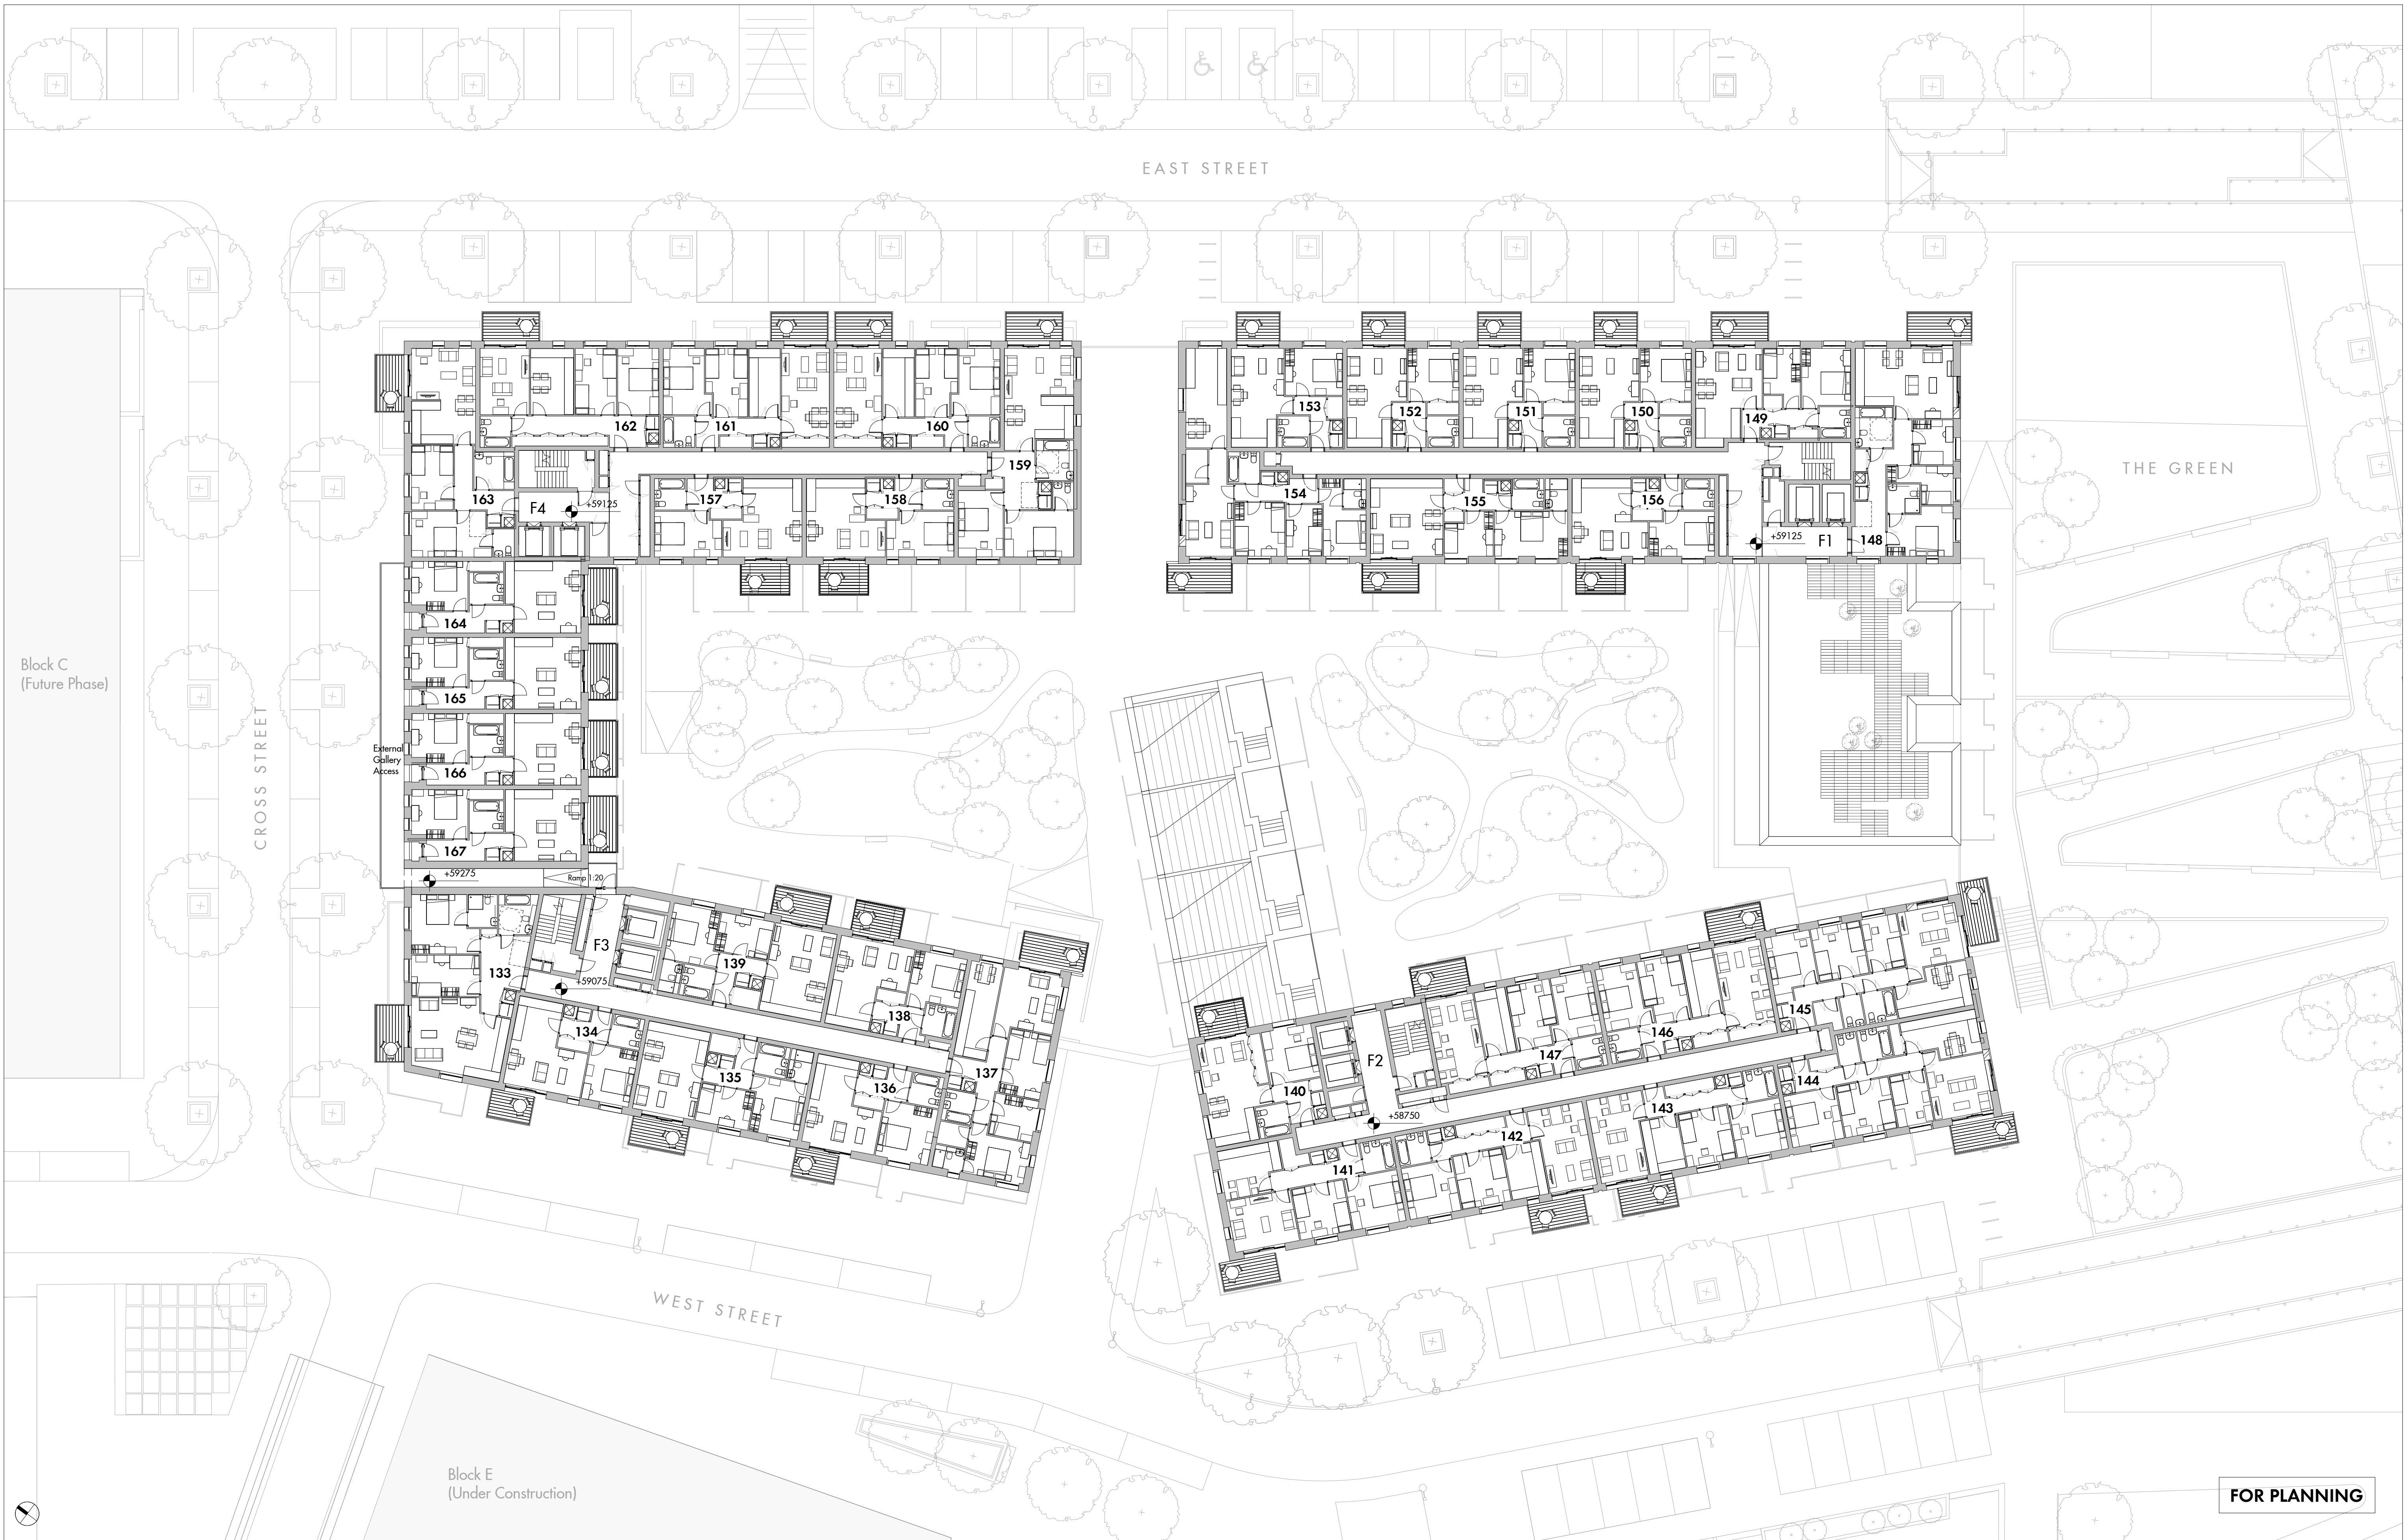 EAST STREET
153
152
151
150
149
162
161
160
159
THE GREEN
163
157
158
154
155
156
F4
+59125
+59125
F1
148
164
Block C
(Future Phase)
165
CROSS STREET
External
Gallery
Access
166
167
+59275
Ramp 1:20
F3
139
133
+59075
138
134
137
135
136
145
146
147
F2
144
140
143
+58750
142
141
WEST STREET
Block E
(Under Construction)
FOR PLANNING